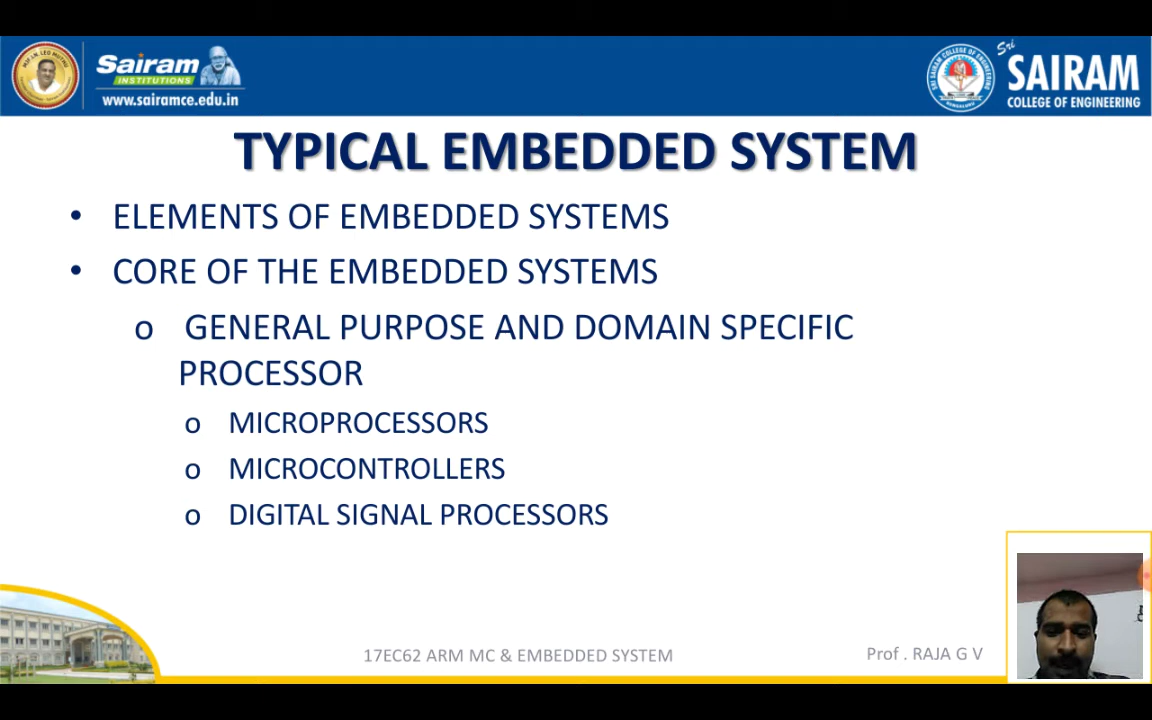 Sairam
INSTITUTIONS
www.sairamce.edu.in
Sri
SAIRAM
COLLEGE OF ENGINEERING
TYPICAL EMBEDDED SYSTEM
• ELEMENTS OF EMBEDDED SYSTEMS
• CORE OF THE EMBEDDED SYSTEMS
o GENERAL PURPOSE AND DOMAIN SPECIFIC
PROCESSOR
o MICROPROCESSORS
o MICROCONTROLLERS
o DIGITAL SIGNAL PROCESSORS
17EC62 ARM MC & EMBEDDED SYSTEM
Prof . RAJA G V